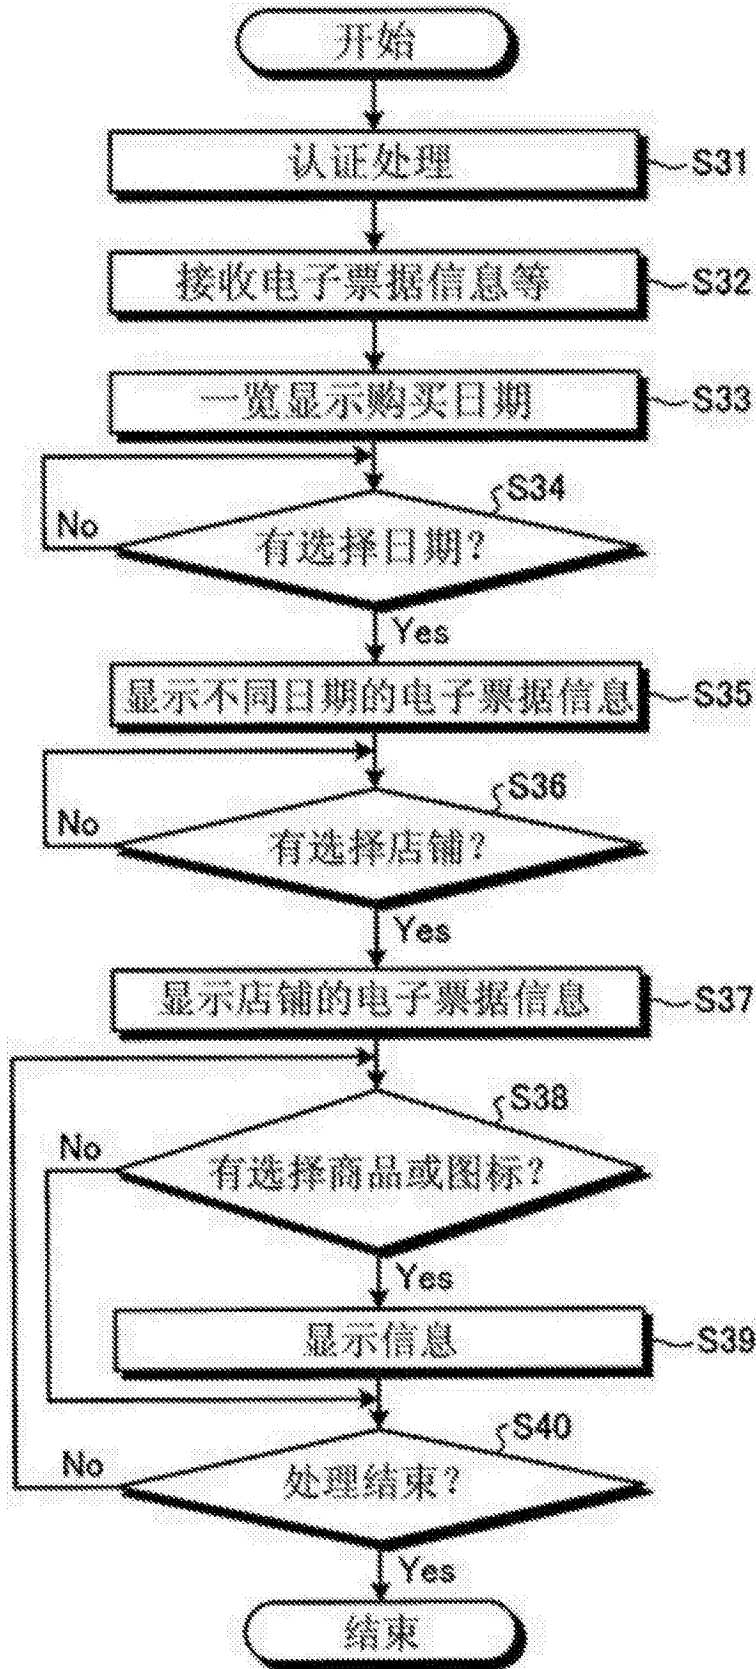 开始
认证处理
S31
接收电子票据信息等
S32
一览显示购买日期
S33
S34
No
有选择日期?
Yes
显示不同日期的电子票据信息
S35
S36
No
有选择店铺?
Yes
显示店铺的电子票据信息
S37
S38
No
有选择商品或图标?
Yes
显示信息
S39
S40
No
处理结束?
Yes
结束